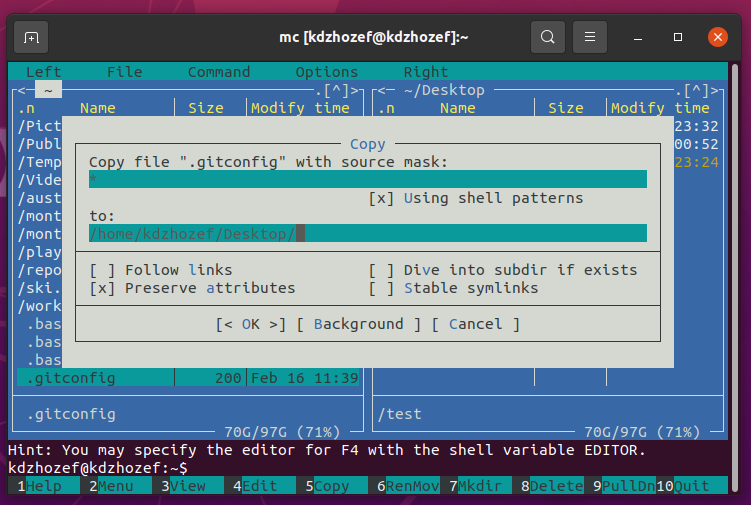 mc [kdzhozef@kdzhozef]:~
Left File Command Options Right
<— ~ .[^]> <— ~/Desktop .[^]>
.n Name Size Modify time .n Name Size Modify time
/Pict 23:32
/Publ Copy 00:52
/Temp Copy file ".gitconfig" with source mask: 23:24
/Vide *
/aust [x] Using shell patterns
/mont to:
/mont /home/kdzhozef/Desktop/
/play
/repo [ ] Follow links [ ] Dive into subdir if exists
/ski. [x] Preserve attributes [ ] Stable symlinks
/work
.bas [< OK >] [ Background ] [ Cancel ]
.bas
.bas
.gitconfig 200 Feb 16 11:39
.gitconfig /test
70G/97G (71%) 70G/97G (71%)
Hint: You may specify the editor for F4 with the shell variable EDITOR.
kdzhozef@kdzhozef:~$
1Help 2Menu 3View 4Edit 5Copy 6RenMov 7Mkdir 8Delete 9PullDn 10Quit